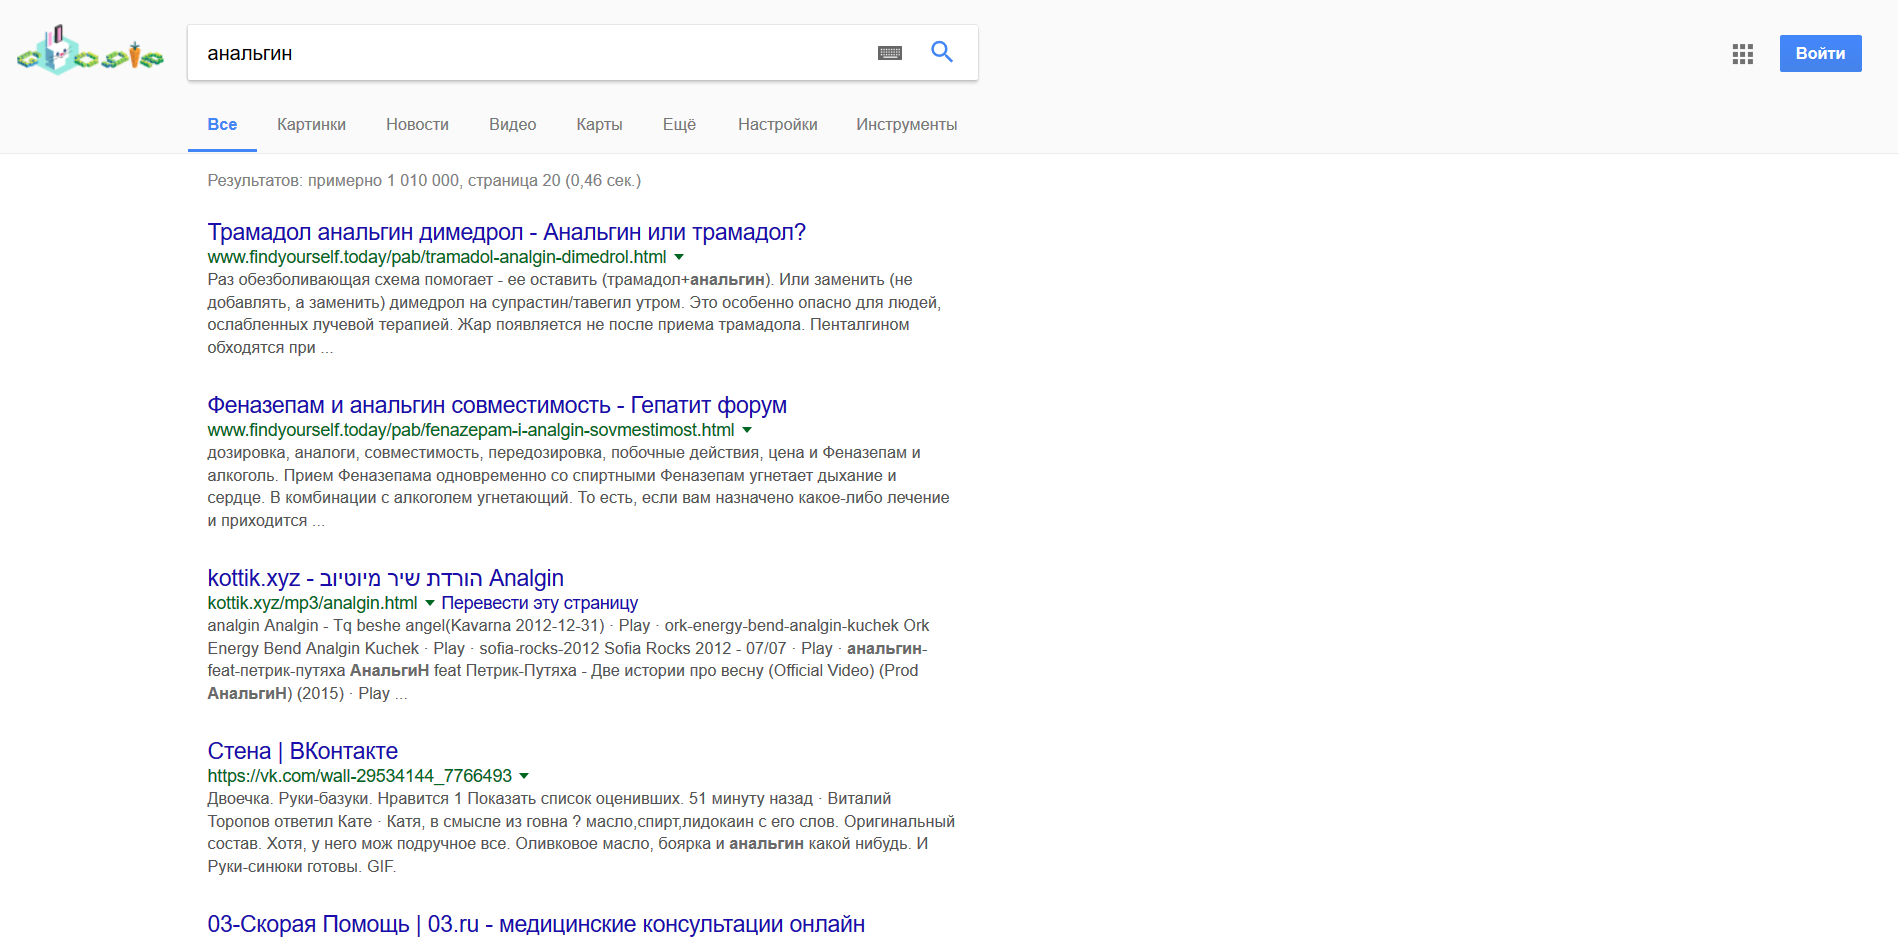 анальгин
Войти
Все Картинки Новости Видео Карты Ещё Настройки Инструменты
Результатов: примерно 1 010 000, страница 20 (0,46 сек.)
Трамадол анальгин димедрол - Анальгин или трамадол?
www.findyourself.today/pab/tramadol-analgin-dimedrol.html
Раз обезболивающая схема помогает - ее оставить (трамадол+анальгин). Или заменить (не
добавлять, а заменить) димедрол на супрастин/тавегил утром. Это особенно опасно для людей,
ослабленных лучевой терапией. Жар появляется не после приема трамадола. Пенталгином
обходятся при ...
Феназепам и анальгин совместимость - Гепатит форум
www.findyourself.today/pab/fenazepam-i-analgin-sovmestimost.html
дозировка, аналоги, совместимость, передозировка, побочные действия, цена и Феназепам и
алкоголь. Прием Феназепама одновременно со спиртными Феназепам угнетает дыхание и
сердце. В комбинации с алкоголем угнетающий. То есть, если вам назначено какое-либо лечение
и приходится ...
kottik.xyz - הורדת שיר מיוטיוב Analgin
kottik.xyz/mp3/analgin.html Перевести эту страницу
analgin Analgin - Tq beshe angel(Kavarna 2012-12-31) · Play · ork-energy-bend-analgin-kuchek Ork
Energy Bend Analgin Kuchek · Play · sofia-rocks-2012 Sofia Rocks 2012 - 07/07 · Play · анальгин-
feat-петрик-путяха АнальгиН feat Петрик-Путяха - Две истории про весну (Official Video) (Prod
АнальгиН) (2015) · Play ...
Стена | ВКонтакте
https://vk.com/wall-29534144_7766493
Двоечка. Руки-базуки. Нравится 1 Показать список оценивших. 51 минуту назад · Виталий
Торопов ответил Кате · Катя, в смысле из говна ? масло,спирт,лидокаин с его слов. Оригинальный
состав. Хотя, у него мож подручное все. Оливковое масло, боярка и анальгин какой нибудь. И
Руки-синюки готовы. GIF.
03-Скорая Помощь | 03.ru - медицинские консультации онлайн